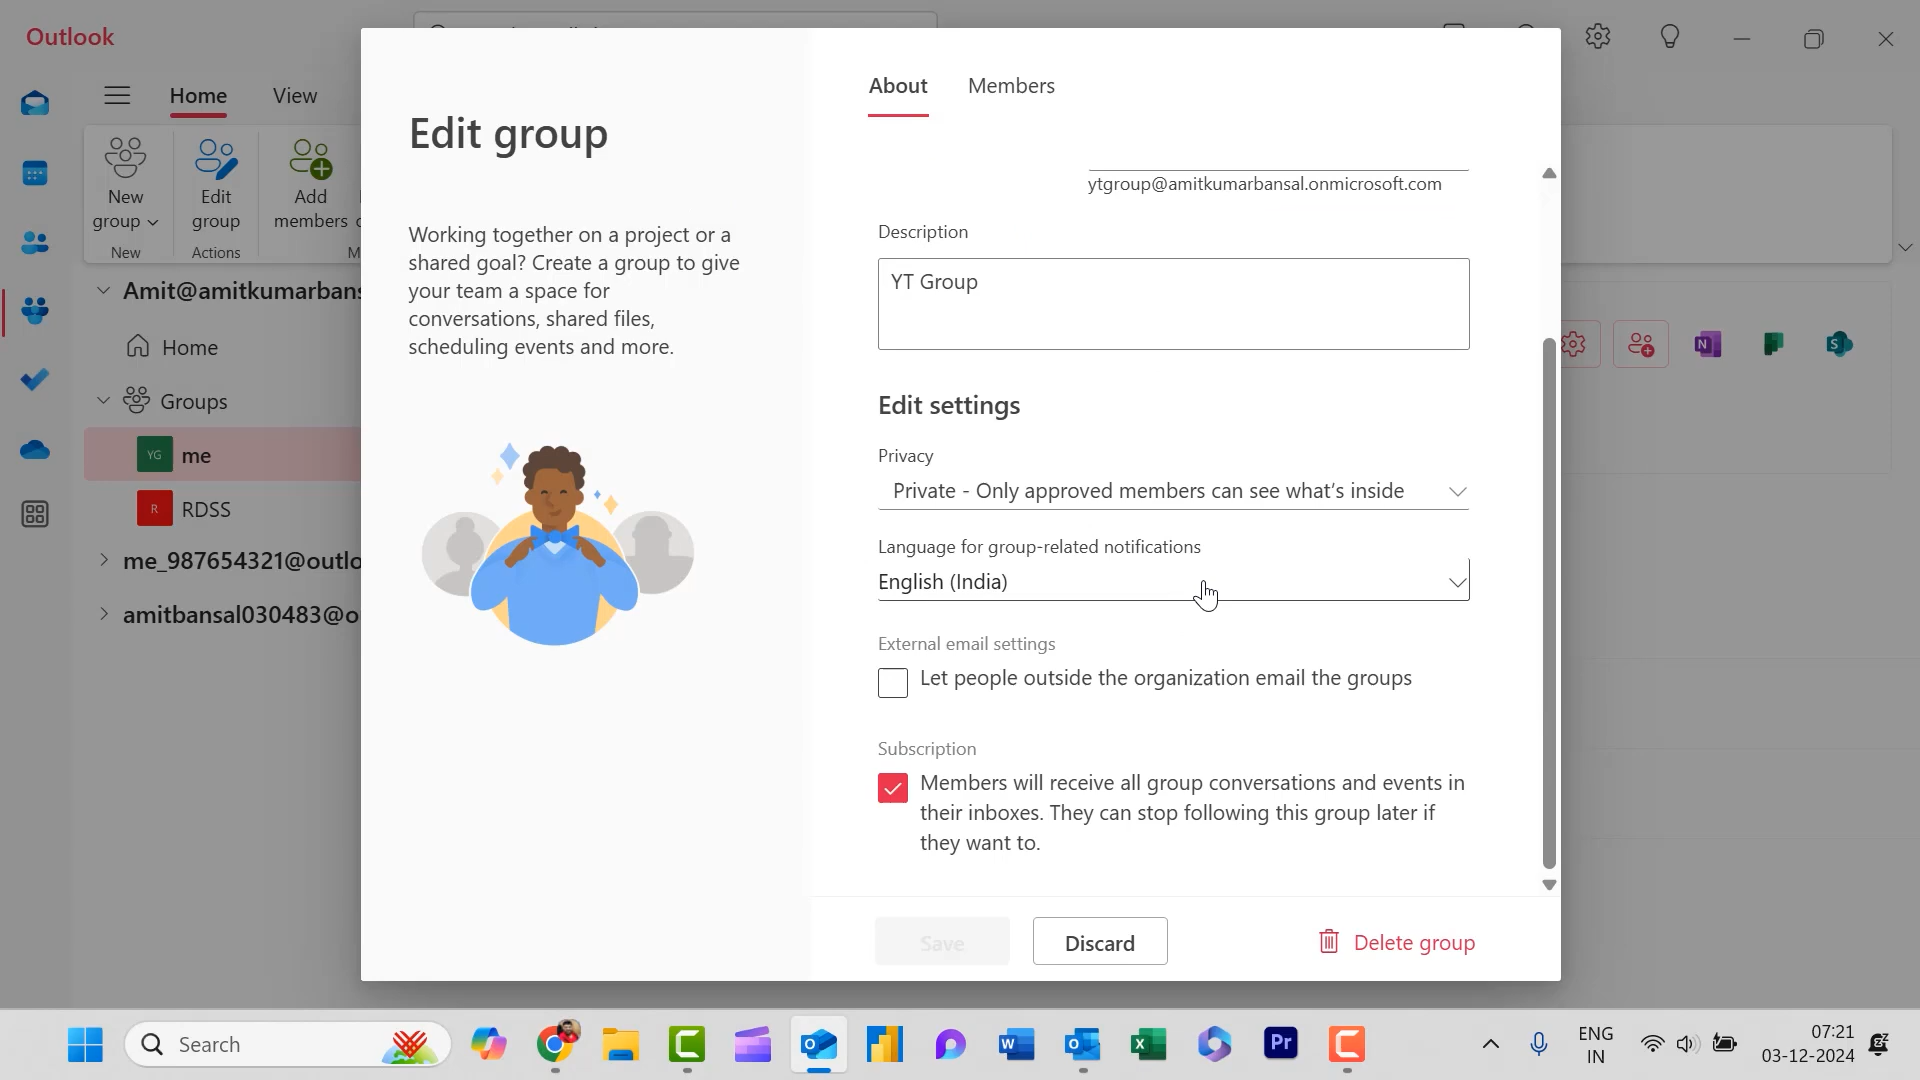 Outlook
Home View
New group
Edit group
Add members
New
Actions
M
Amit@amitkumarbans
Home
Groups
YG me
R RDSS
me_987654321@outlo
amitbansal030483@o
Edit group
Working together on a project or a
shared goal? Create a group to give
your team a space for
conversations, shared files,
scheduling events and more.
About Members
ytgroup@amitkumarbansal.onmicrosoft.com
Description
YT Group
Edit settings
Privacy
Private - Only approved members can see what’s inside
Language for group-related notifications
English (India)
External email settings
Let people outside the organization email the groups
Subscription
Members will receive all group conversations and events in
their inboxes. They can stop following this group later if
they want to.
Save Discard Delete group
N
S
Search
O
W
O
X
Pr
ENG
IN
07:21
03-12-2024